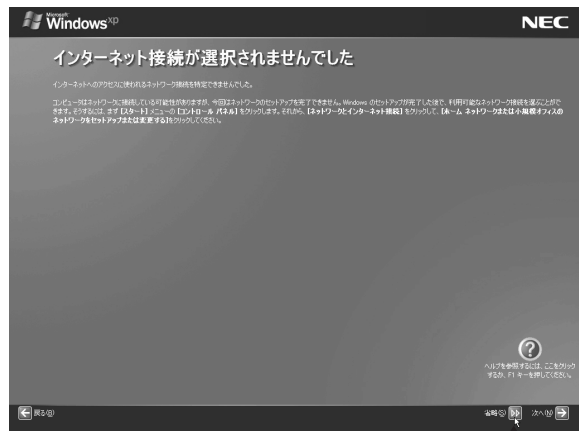 Microsoft
Windows xp
NEC
インターネット接続が選択されませんでした
インターネットへのアクセスに使われるネットワーク接続を特定できませんでした。
コンピュータはネットワークに接続している可能性がありますが、今回はネットワークのセットアップを完了できません。Windows のセットアップが完了した後で、利用可能なネットワーク接続を選ぶことがで
きます。そうするには、まず [スタート] メニューの [コントロール パネル] をクリックします。それから、[ネットワークとインターネット接続] をクリックして、[ホーム ネットワークまたは小規模オフィスの
ネットワークをセットアップまたは変更する]をクリックしてください。
ヘルプを参照するには、ここをクリック
するか、F1 キーを押してください。
戻る(B)
省略(S)
次へ(N)